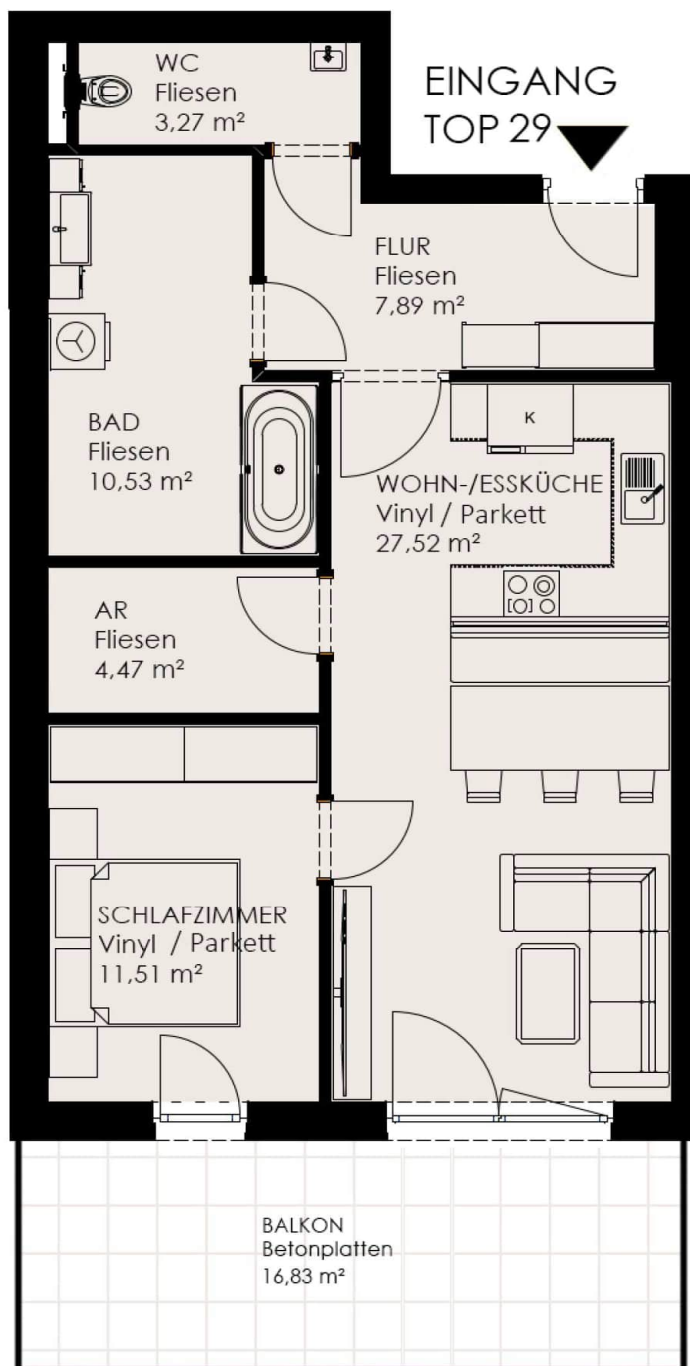 WC
Fliesen
3,27 m²
EINGANG
TOP 29
FLUR
Fliesen
7,89 m²
BAD
Fliesen
10,53 m²
K
WOHN-/ESSKÜCHE
Vinyl / Parkett
27,52 m²
AR
Fliesen
4,47 m²
SCHLAFZIMMER
Vinyl / Parkett
11,51 m²
BALKON
Betonplatten
16,83 m²